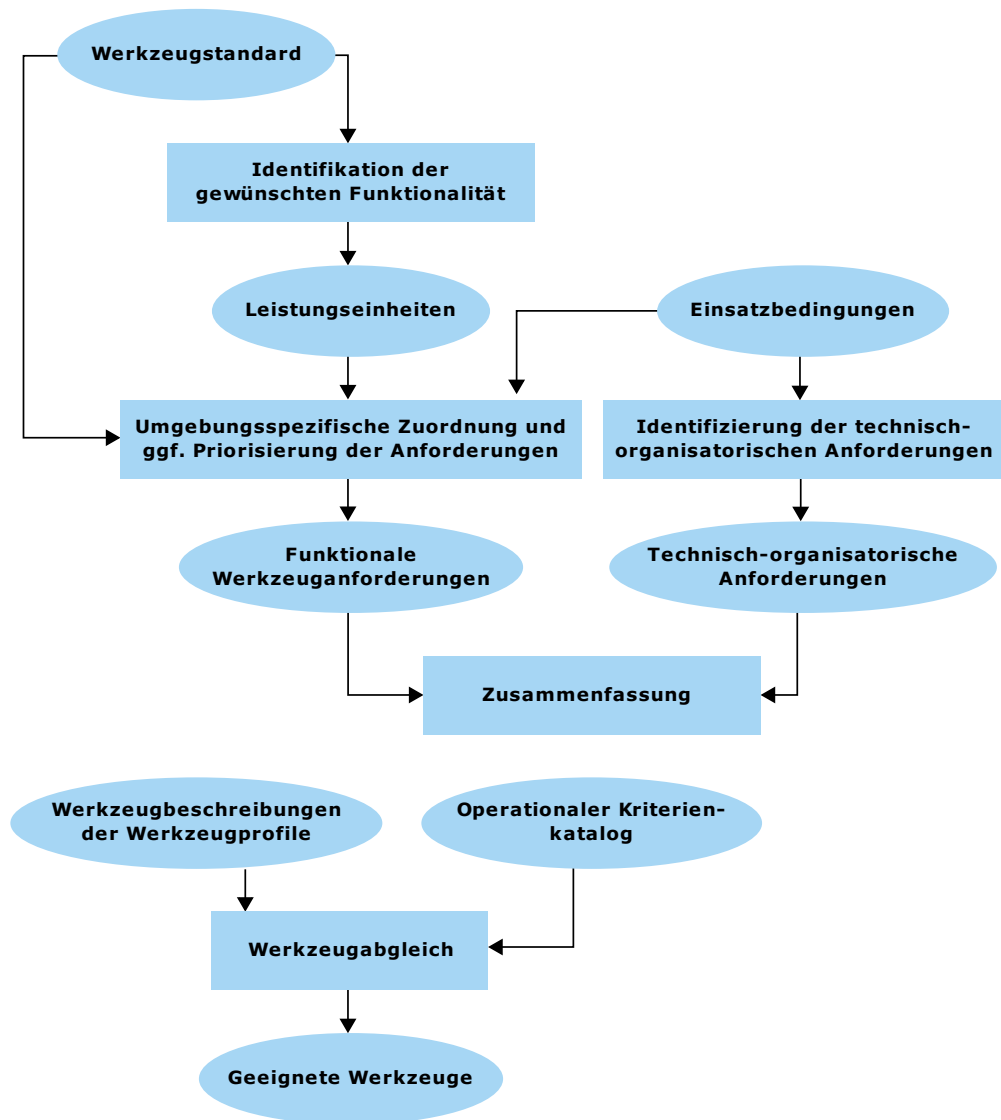 Werkzeugstandard
Identifikation der
gewünschten Funktionalität
Leistungseinheiten
Einsatzbedingungen
Umgebungsspezifische Zuordnung und
ggf. Priorisierung der Anforderungen
Identifizierung der technisch-
organisatorischen Anforderungen
Funktionale
Werkzeuganforderungen
Technisch-organisatorische
Anforderungen
Zusammenfassung
Werkzeugbeschreibungen
der Werkzeugprofile
Operationaler Kriterien-
katalog
Werkzeugabgleich
Geeignete Werkzeuge